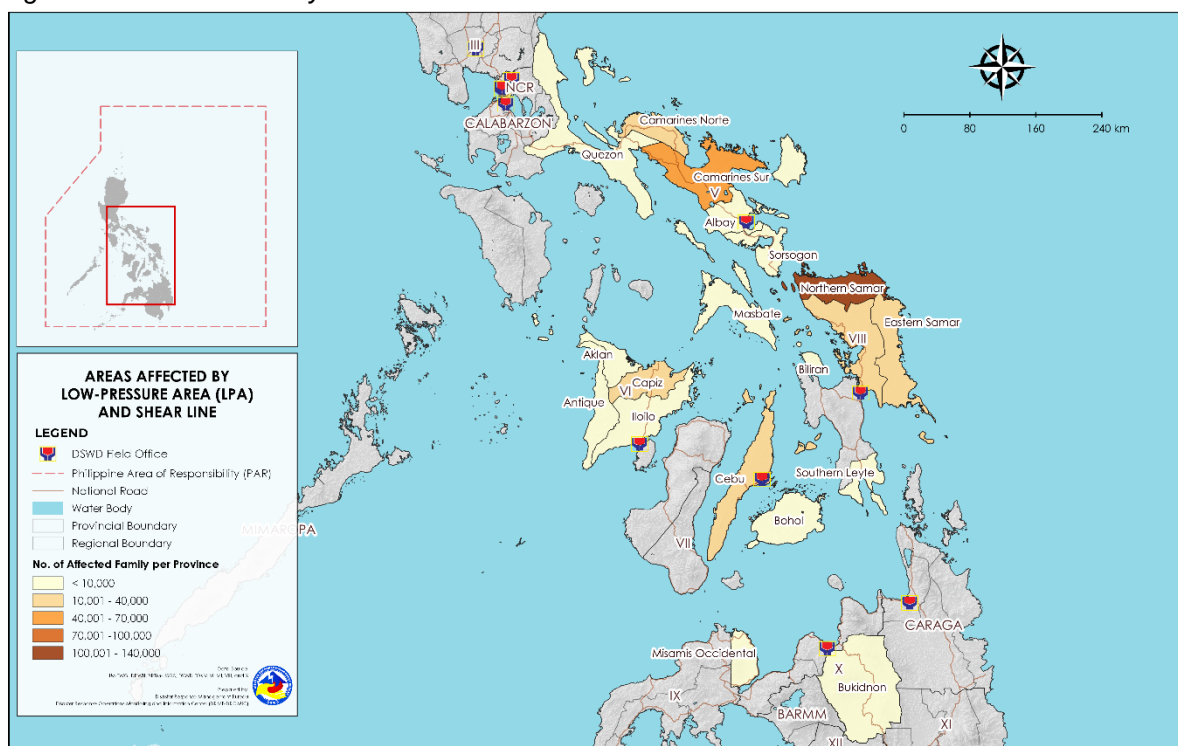 III
NCR
CALABARZON
Camarines Norte
Quezon
Camarines Sur
V
Albay
Sorsogon
Northern Samar
Masbate
Eastern Samar
VIII
Aklan
Biliran
Capiz
VI
Antique
Iloilo
Southern Leyte
Cebu
Bohol
VII
MIMAROPA
CARAGA
Misamis Occidental
X
Bukidnon
IX
BARMM
XI
XII
0 80 160 240 km
AREAS AFFECTED BY
LOW-PRESSURE AREA (LPA)
AND SHEAR LINE
LEGEND
DSWD Field Office
Philippine Area of Responsibility (PAR)
National Road
Water Body
Provincial Boundary
Regional Boundary
No. of Affected Family per Province
< 10,000
10,001 - 40,000
40,001 - 70,000
70,001 -100,000
100,001 - 140,000